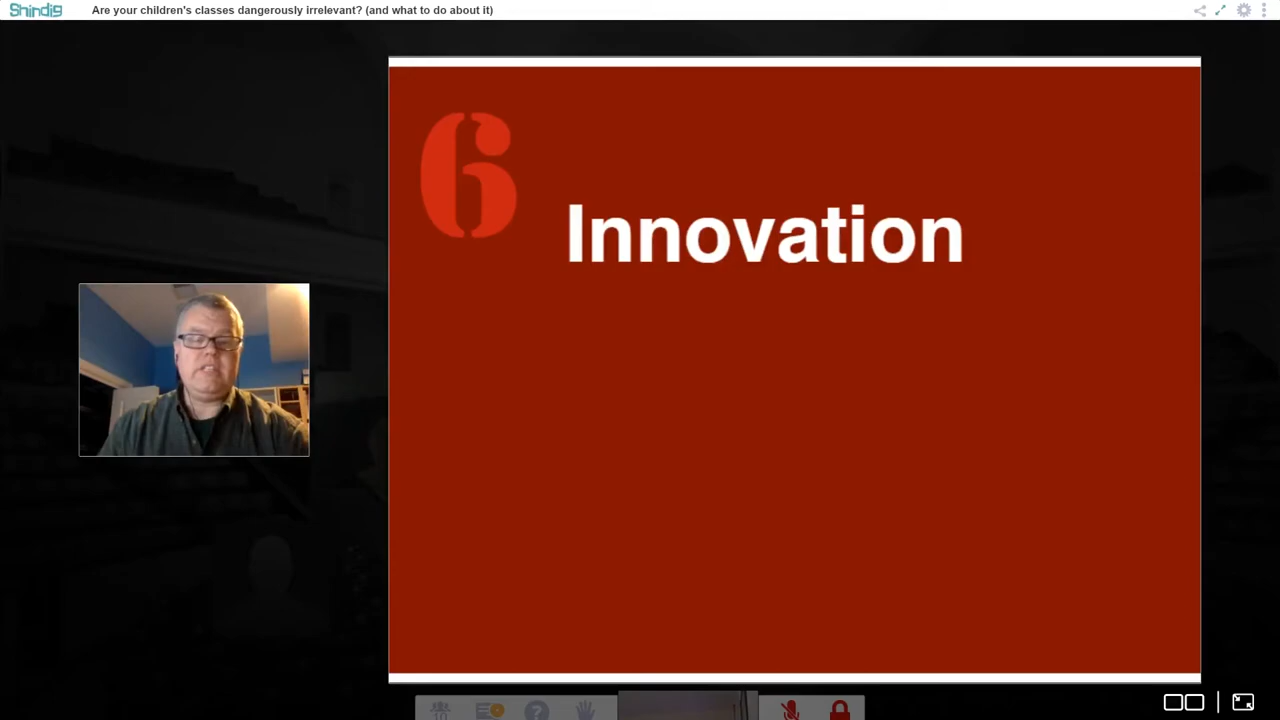 Shindig
Are your children's classes dangerously irrelevant? (and what to do about it)
6
Innovation